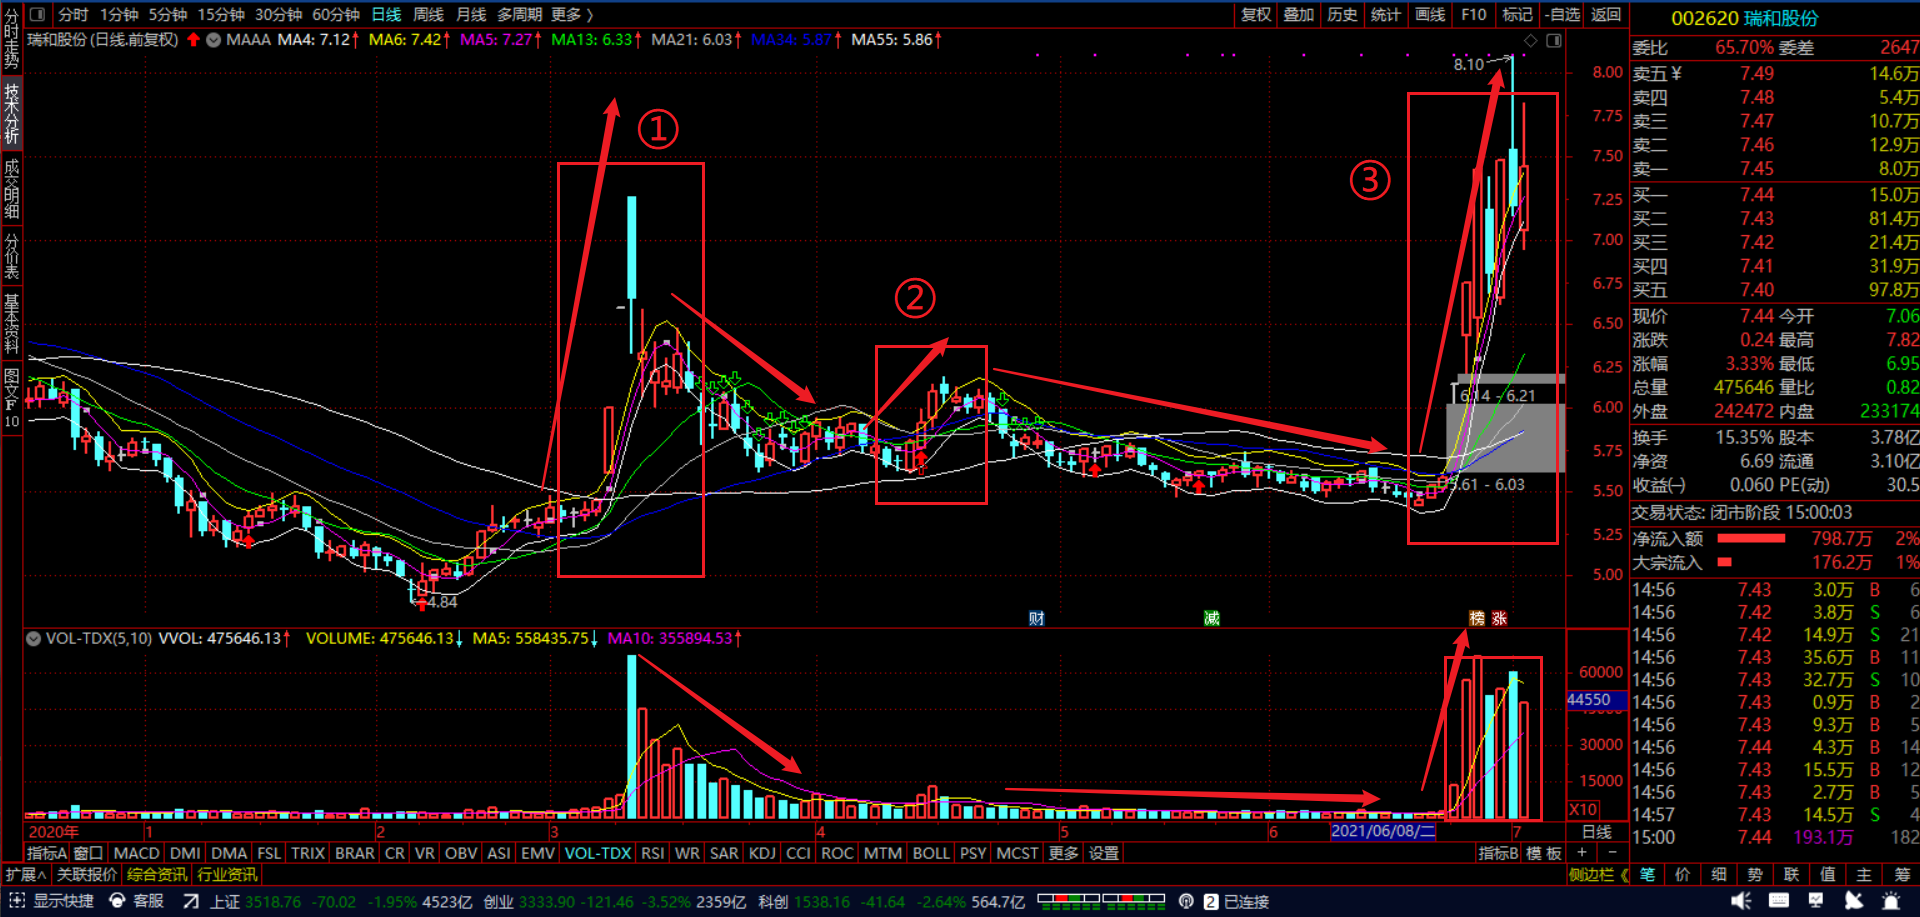 分时 1分钟 5分钟 15分钟 30分钟 60分钟 日线 周线 月线 多周期 更多 〉 复权 叠加 历史 统计 画线 F10 标记 -自选 返回
002620 瑞和股份
分时走势
技术分析
成交明细
分价表
基本资料
图文F10
瑞和股份(日线.前复权) MAAA MA4: 7.12↑ MA6: 7.42↑ MA5: 7.27↑ MA13: 6.33↑ MA21: 6.03↑ MA34: 5.87↑ MA55: 5.86↑
8.10
①
②
③
6.14 - 6.21
5.61 - 6.03
4.84
财
减
榜 涨
8.00
7.75
7.50
7.25
7.00
6.75
6.50
6.25
6.00
5.75
5.50
5.25
5.00
VOL-TDX(5,10) VVOL: 475646.13↑ VOLUME: 475646.13↓ MA5: 558435.75↓ MA10: 355894.53↑
60000
44550
30000
15000
X10
2020年 1 2 3 4 5 6 2021/06/08/二 7 日线
指标A 窗口 MACD DMI DMA FSL TRIX BRAR CR VR OBV ASI EMV VOL-TDX RSI WR SAR KDJ CCI ROC MTM BOLL PSY MCST 更多 设置 指标B 模板 + −
扩展∧ 关联报价 综合资讯 行业资讯 侧边栏《 笔 价 细 势 联 值 主 筹
显示快捷 客服 上证 3518.76 -70.02 -1.95% 4523亿 创业 3333.90 -121.46 -3.52% 2359亿 科创 1538.16 -41.64 -2.64% 564.7亿 2 已连接
委比 65.70% 委差 2647
卖五 ¥ 7.49 14.6万
卖四 7.48 5.4万
卖三 7.47 10.7万
卖二 7.46 12.9万
卖一 7.45 8.0万
买一 7.44 15.0万
买二 7.43 81.4万
买三 7.42 21.4万
买四 7.41 31.9万
买五 7.40 97.8万
现价 7.44 今开 7.06
涨跌 0.24 最高 7.82
涨幅 3.33% 最低 6.95
总量 475646 量比 0.82
外盘 242472 内盘 233174
换手 15.35% 股本 3.78亿
净资 6.69 流通 3.10亿
收益㈠ 0.060 PE(动) 30.5
交易状态: 闭市阶段 15:00:03
净流入额 798.7万 2%
大宗流入 176.2万 1%
14:56 7.43 3.0万 B 6
14:56 7.42 3.8万 S 6
14:56 7.42 14.9万 S 21
14:56 7.43 35.6万 B 11
14:56 7.43 32.7万 S 10
14:56 7.43 0.9万 B 2
14:56 7.43 9.3万 B 5
14:56 7.44 4.3万 B 14
14:56 7.43 15.5万 B 12
14:56 7.43 2.7万 B 5
14:57 7.43 14.5万 S 4
15:00 7.44 193.1万 182